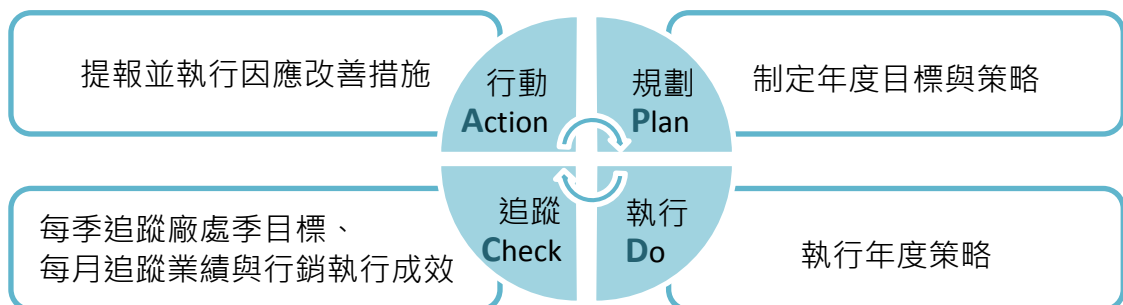 提報並執行因應改善措施
行動
Action
規劃
Plan
制定年度目標與策略
每季追蹤廠處季目標、
每月追蹤業績與行銷執行成效
追蹤
Check
執行
Do
執行年度策略